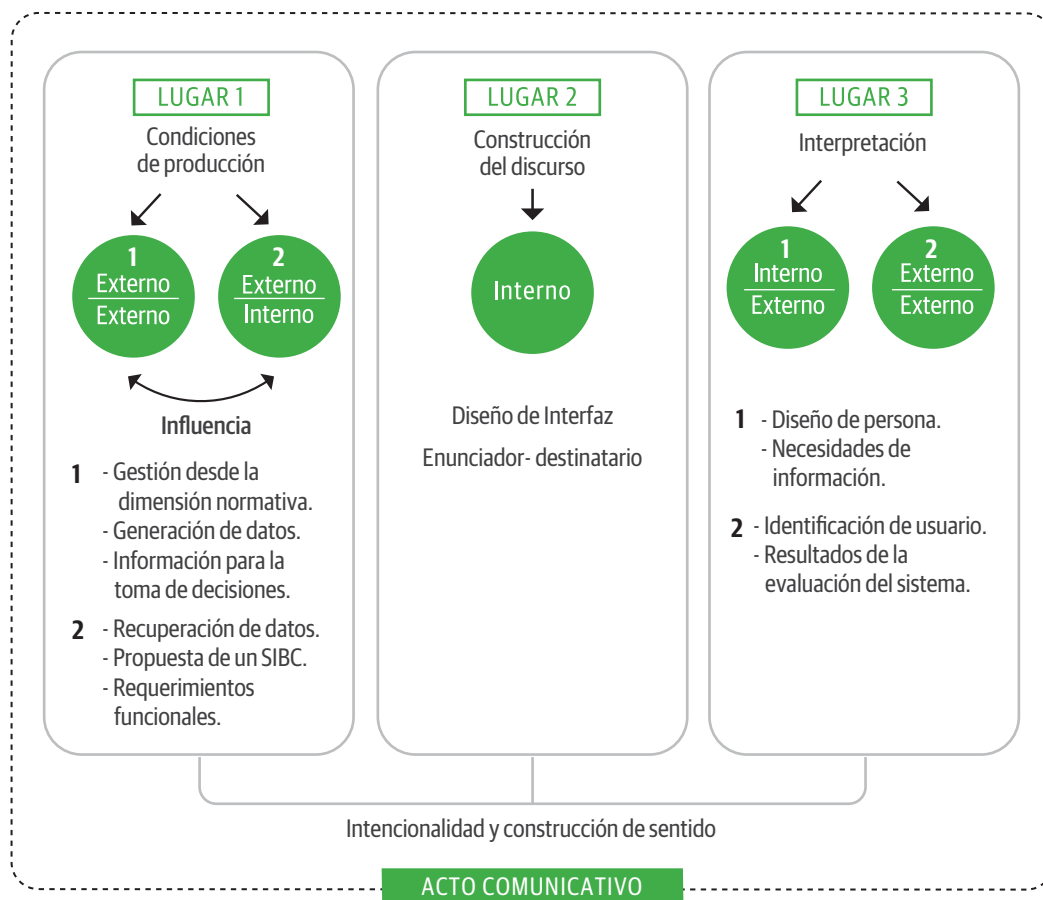 LUGAR 1
Condiciones
de producción
1
Externo
Externo
2
Externo
Interno
Influencia
1 - Gestión desde la
dimensión normativa.
- Generación de datos.
- Información para la
toma de decisiones.
2 - Recuperación de datos.
- Propuesta de un SIBC.
- Requerimientos
funcionales.
LUGAR 2
Construcción
del discurso
Interno
Diseño de Interfaz
Enunciador- destinatario
LUGAR 3
Interpretación
1
Interno
Externo
2
Externo
Externo
1 - Diseño de persona.
- Necesidades de
información.
2 - Identificación de usuario.
- Resultados de la
evaluación del sistema.
Intencionalidad y construcción de sentido
ACTO COMUNICATIVO